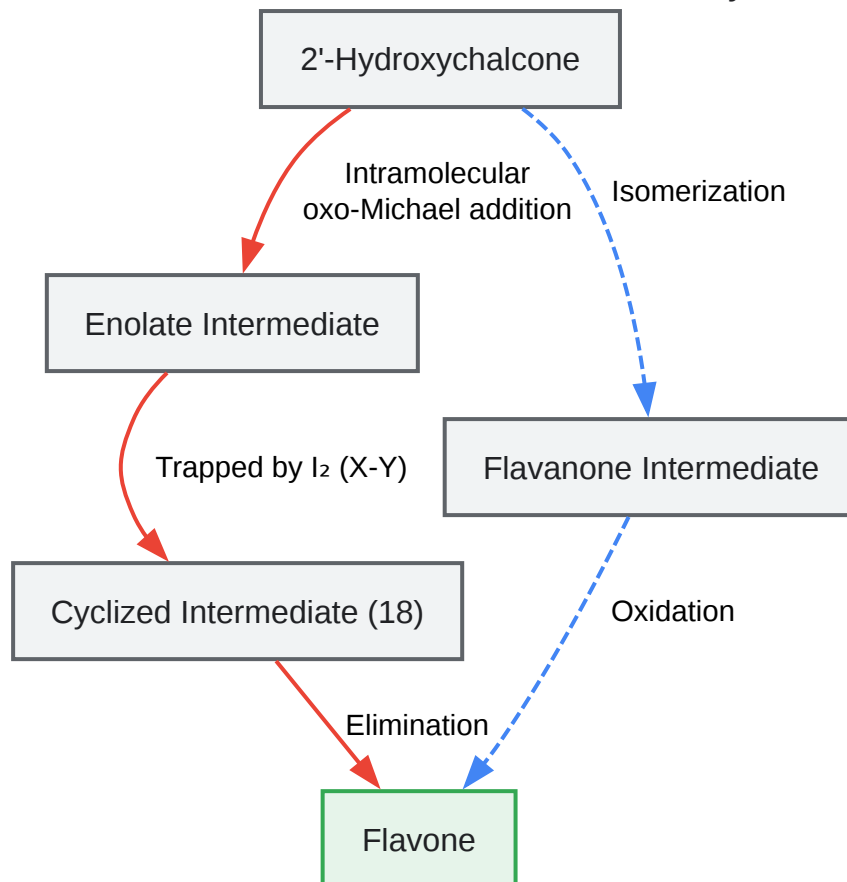 2'-Hydroxychalcone
Intramolecular
oxo-Michael addition
Isomerization
Enolate Intermediate
Trapped by I₂ (X-Y)
Flavanone Intermediate
Cyclized Intermediate (18)
Oxidation
Elimination
Flavone